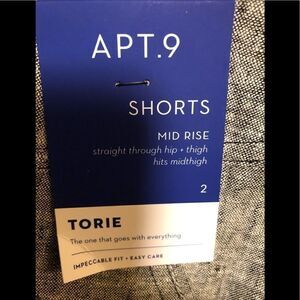 APT.9
SHORTS
MID RISE
straight through hip + thigh
hits midthigh
2
TORIE
The one that goes with everything
IMPECCABLE FIT + EASY CARE